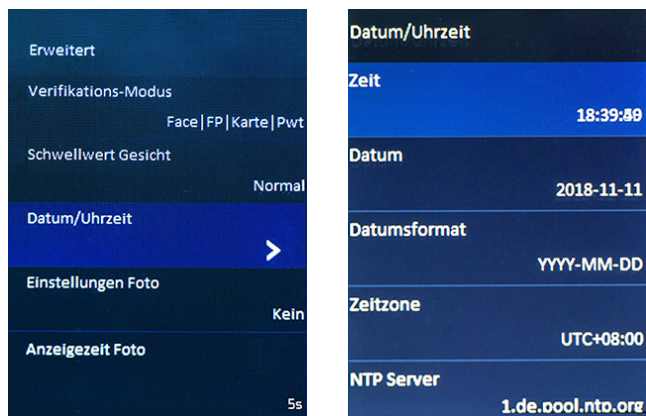 Erweitert
Verifikations-Modus
Face|FP|Karte|Pwt
Schwellwert Gesicht
Normal
Datum/Uhrzeit
Einstellungen Foto
Kein
Anzeigezeit Foto
5s
Datum/Uhrzeit
Zeit
Datum
2018-11-11
Datumsformat
YYYY-MM-DD
Zeitzone
UTC+08:00
NTP Server
1.de.pool.ntp.org